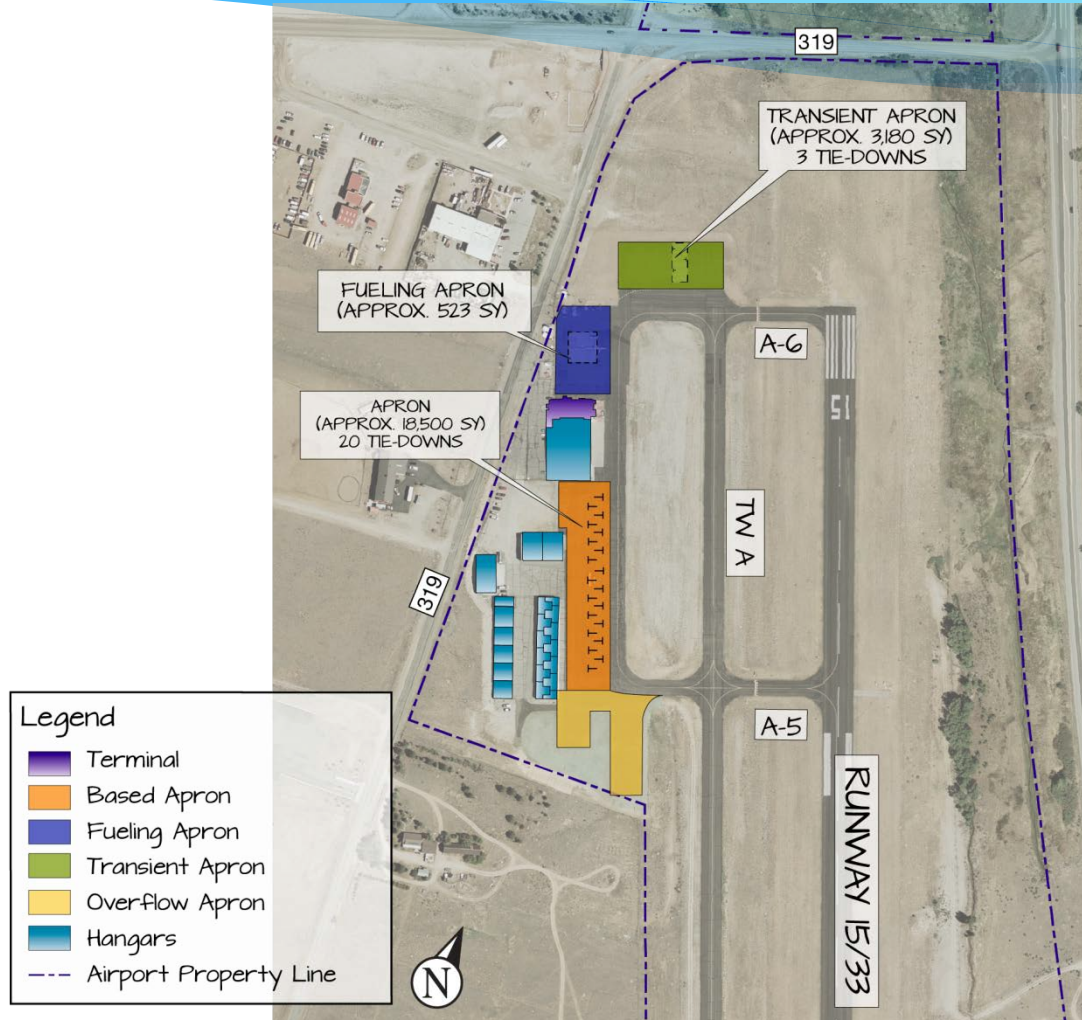 319
TRANSIENT APRON
(APPROX. 3,180 SY)
3 TIE-DOWNS
FUELING APRON
(APPROX. 523 SY)
A-6
15
APRON
(APPROX. 18,500 SY)
20 TIE-DOWNS
TW A
319
A-5
RUNWAY 15/33
Legend
Terminal
Based Apron
Fueling Apron
Transient Apron
Overflow Apron
Hangars
Airport Property Line
N